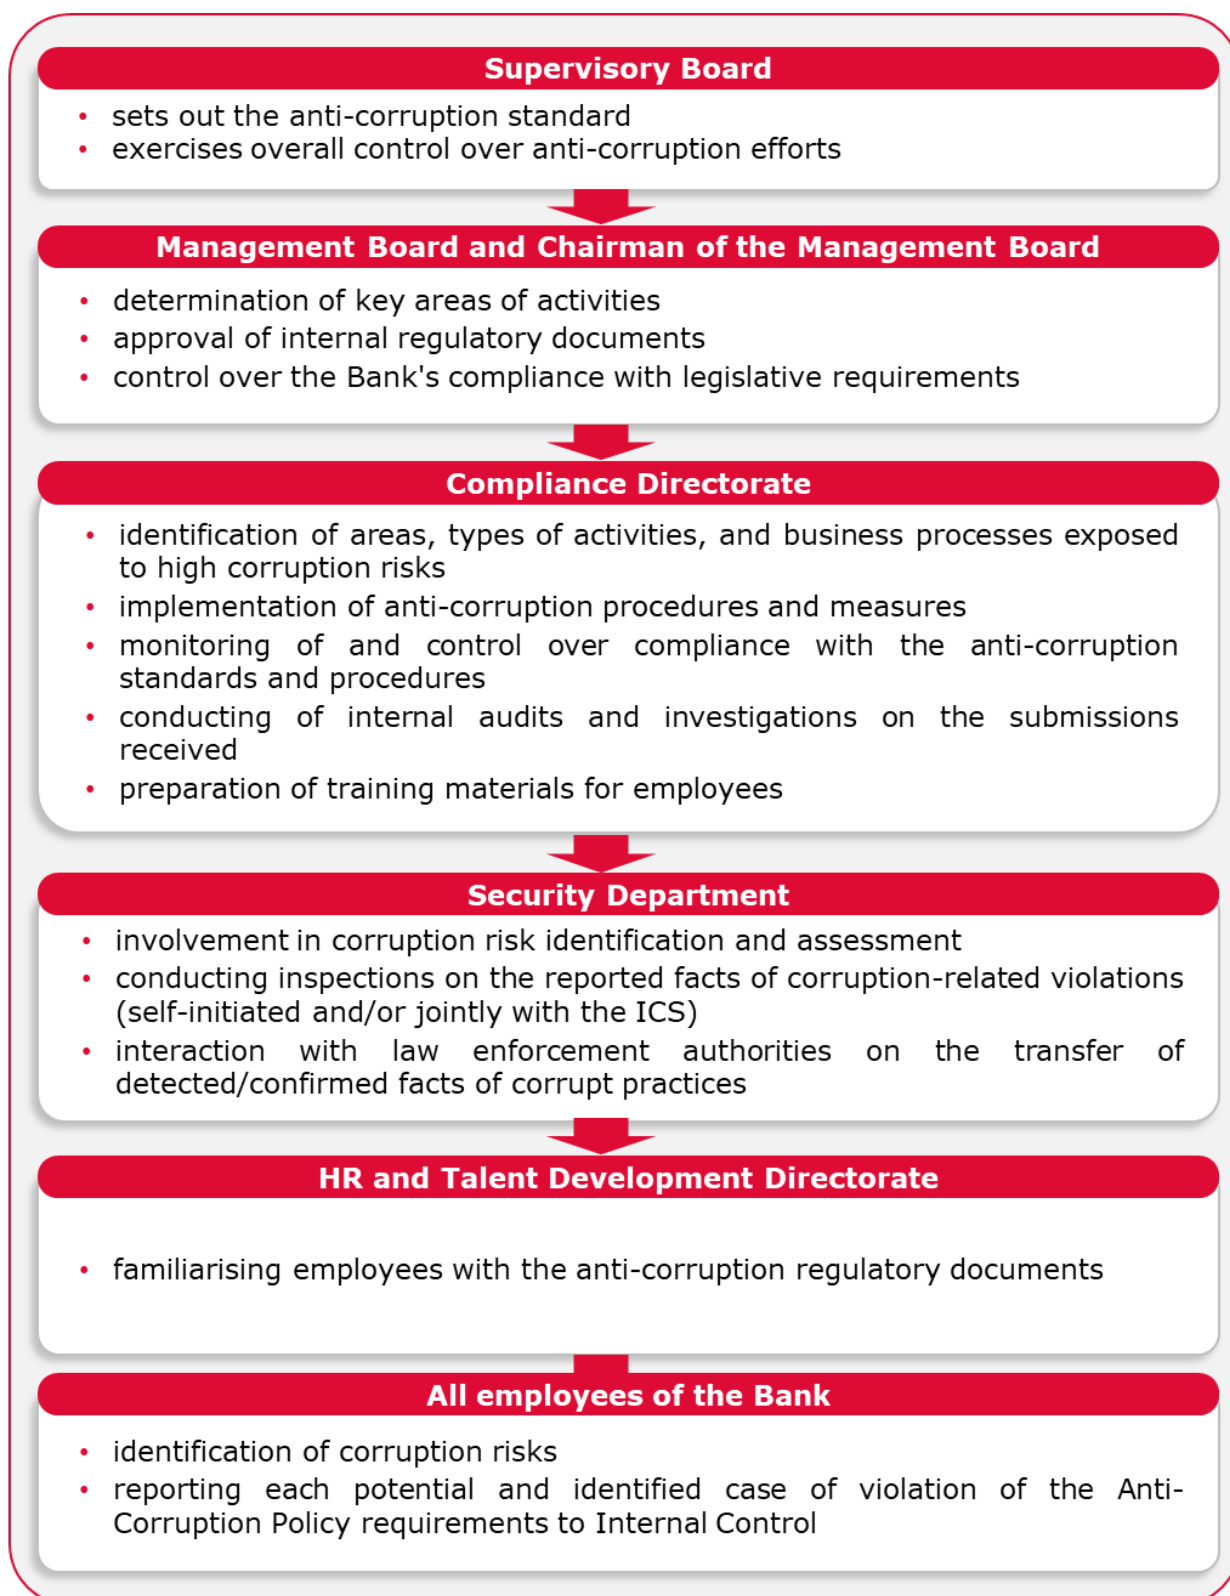 Supervisory Board
• sets out the anti-corruption standard
• exercises overall control over anti-corruption efforts
Management Board and Chairman of the Management Board
• determination of key areas of activities
• approval of internal regulatory documents
• control over the Bank's compliance with legislative requirements
Compliance Directorate
• identification of areas, types of activities, and business processes exposed
to high corruption risks
• implementation of anti-corruption procedures and measures
• monitoring of and control over compliance with the anti-corruption
standards and procedures
• conducting of internal audits and investigations on the submissions
received
• preparation of training materials for employees
Security Department
• involvement in corruption risk identification and assessment
• conducting inspections on the reported facts of corruption-related violations
(self-initiated and/or jointly with the ICS)
• interaction with law enforcement authorities on the transfer of
detected/confirmed facts of corrupt practices
HR and Talent Development Directorate
• familiarising employees with the anti-corruption regulatory documents
All employees of the Bank
• identification of corruption risks
• reporting each potential and identified case of violation of the Anti-
Corruption Policy requirements to Internal Control